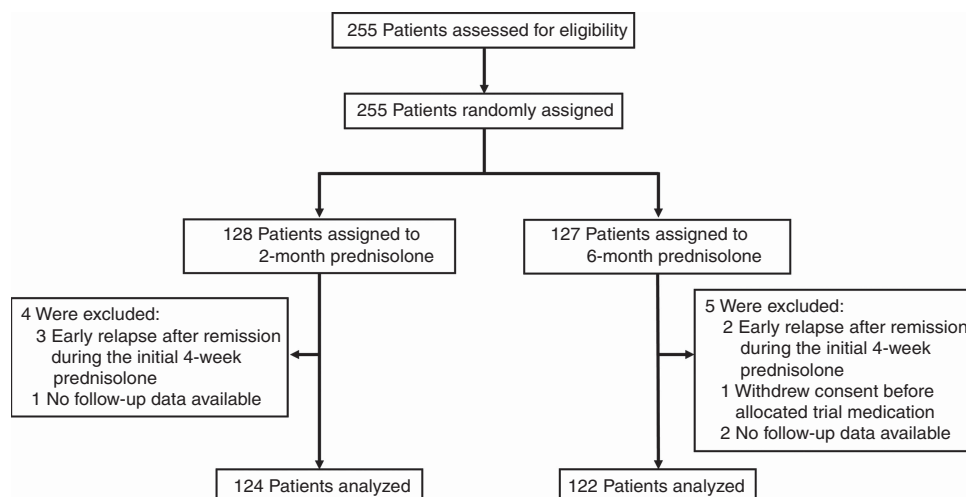 255 Patients assessed for eligibility
255 Patients randomly assigned
128 Patients assigned to
2-month prednisolone
127 Patients assigned to
6-month prednisolone
4 Were excluded:
3 Early relapse after remission
during the initial 4-week
prednisolone
1 No follow-up data available
5 Were excluded:
2 Early relapse after remission
during the initial 4-week
prednisolone
1 Withdrew consent before
allocated trial medication
2 No follow-up data available
124 Patients analyzed
122 Patients analyzed